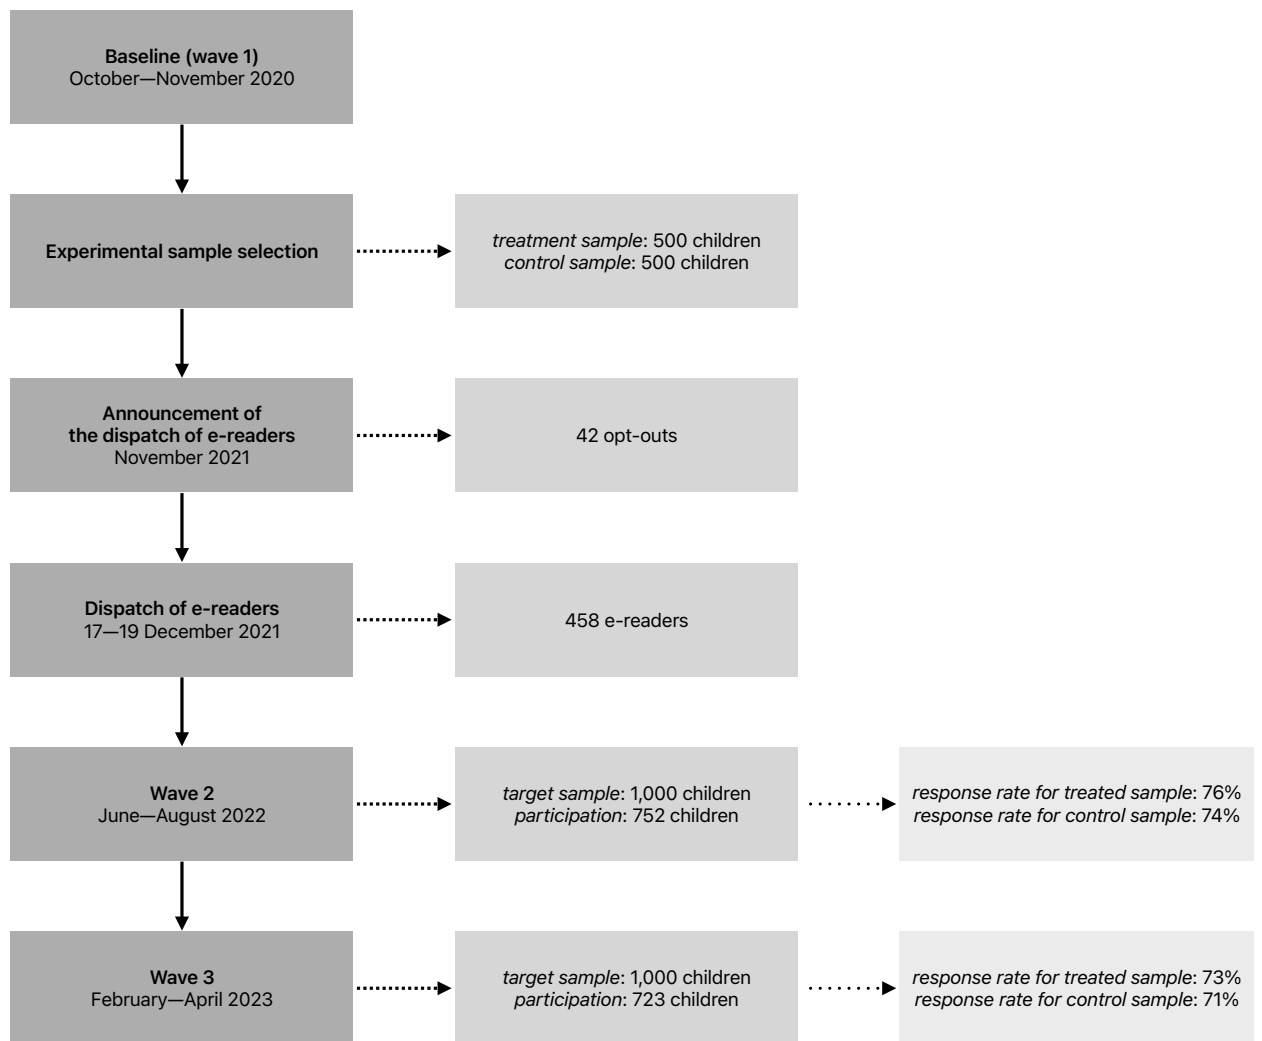 Baseline (wave 1)
October—November 2020
Experimental sample selection
treatment sample: 500 children
control sample: 500 children
Announcement of
the dispatch of e-readers
November 2021
42 opt-outs
Dispatch of e-readers
17—19 December 2021
458 e-readers
Wave 2
June—August 2022
target sample: 1,000 children
participation: 752 children
response rate for treated sample: 76%
response rate for control sample: 74%
Wave 3
February—April 2023
target sample: 1,000 children
participation: 723 children
response rate for treated sample: 73%
response rate for control sample: 71%